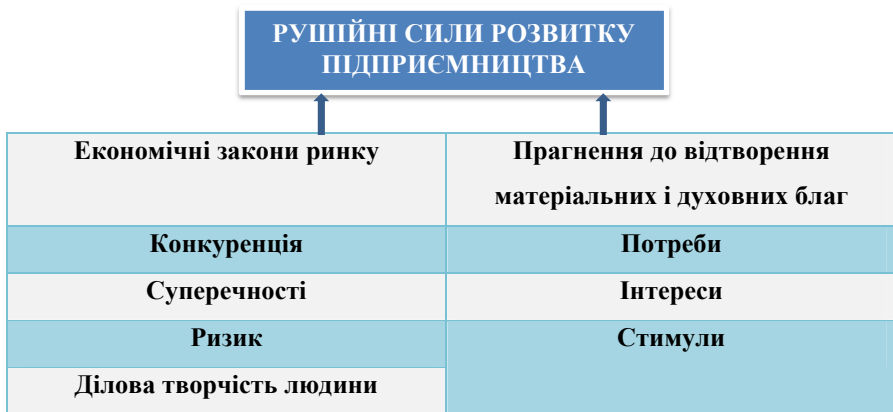 РУШІЙНІ СИЛИ РОЗВИТКУ
ПІДПРИЄМНИЦТВА
Економічні закони ринку
Прагнення до відтворення
матеріальних і духовних благ
Конкуренція
Потреби
Суперечності
Інтереси
Ризик
Стимули
Ділова творчість людини